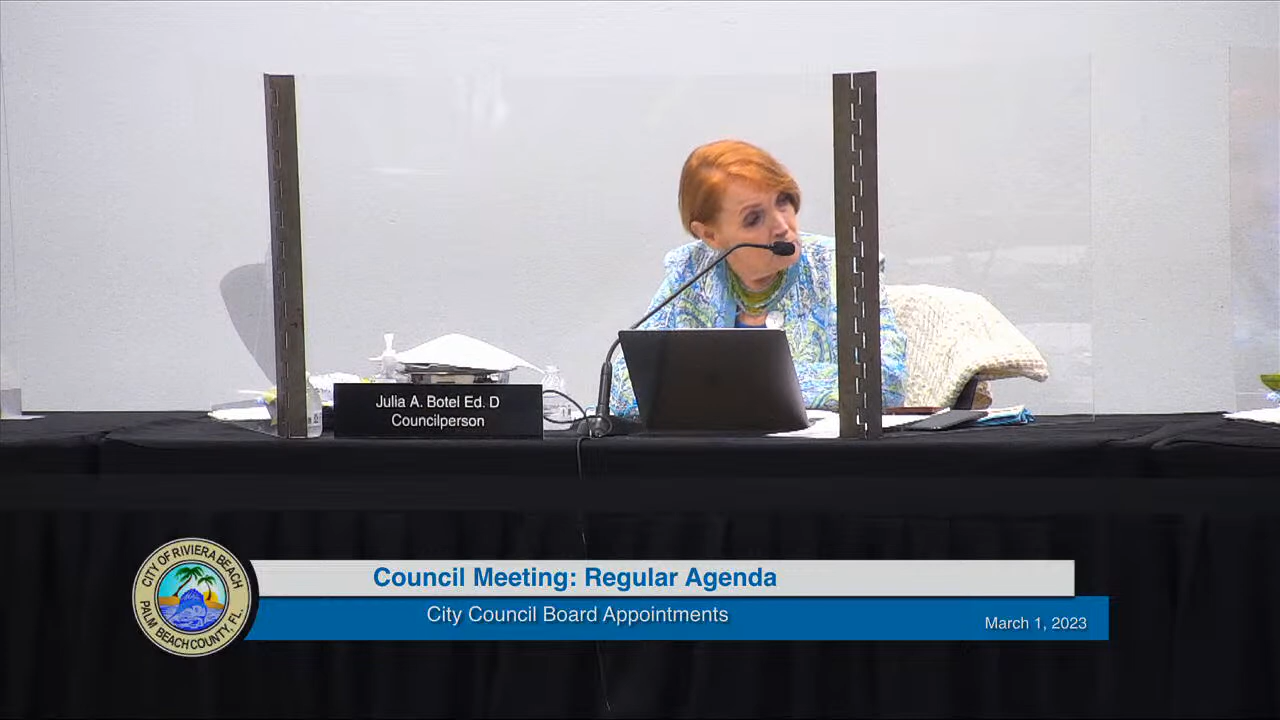 Julia A. Botel Ed. D
Councilperson
CITY OF RIVIERA BEACH
PALM BEACH COUNTY, FL.
Council Meeting: Regular Agenda
City Council Board Appointments
March 1, 2023